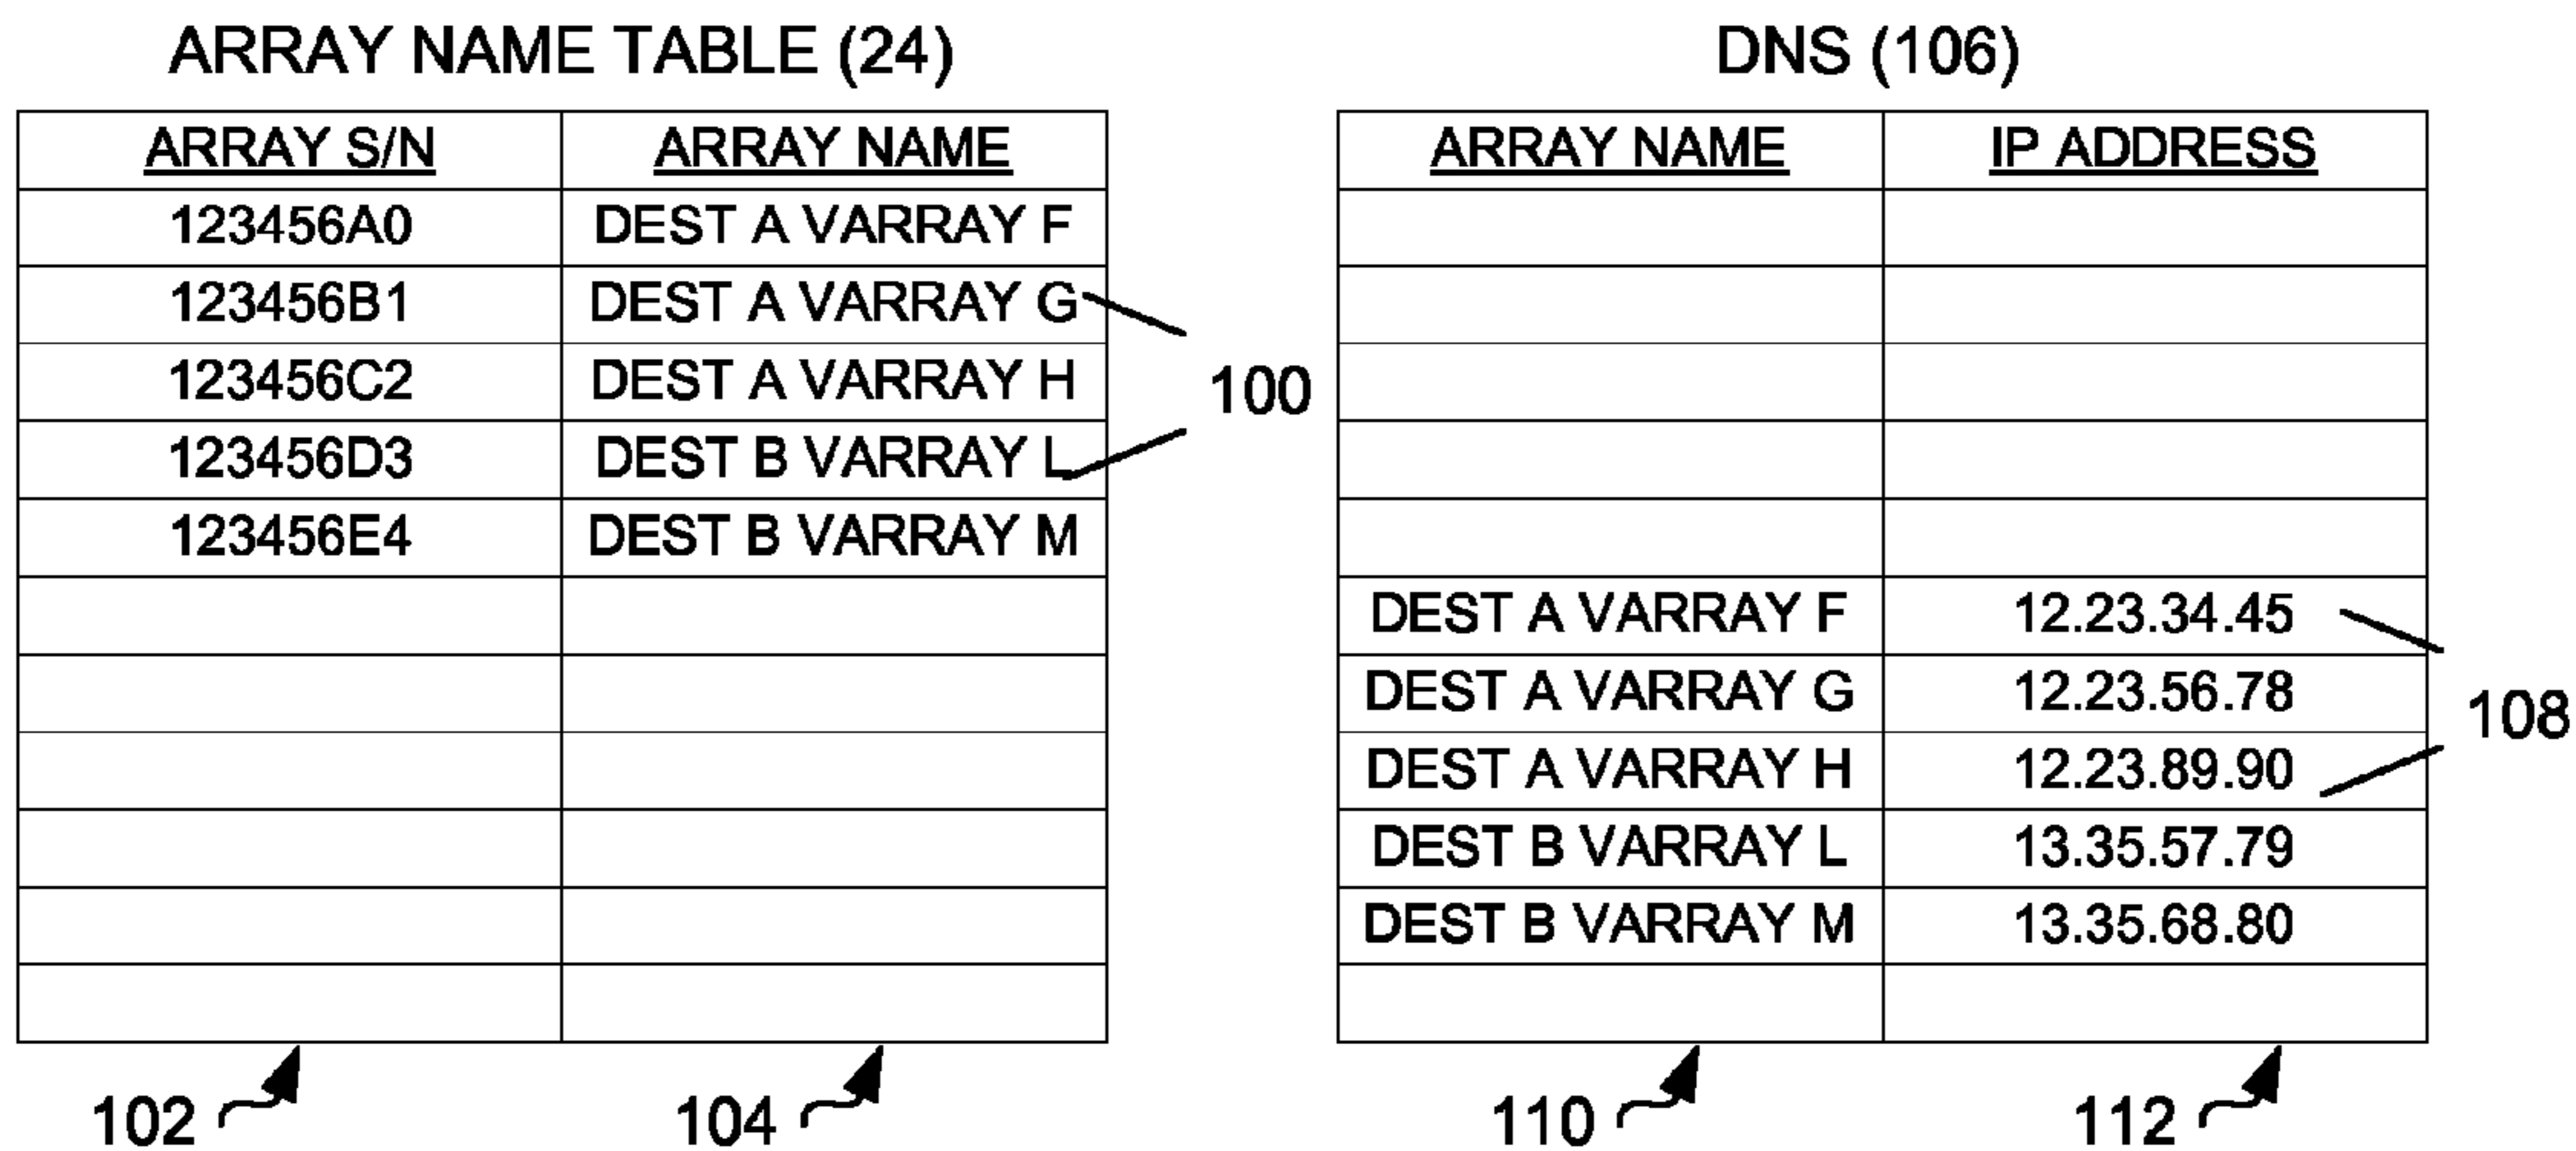 ARRAY NAME TABLE (24)
ARRAY S/N ARRAY NAME
123456A0 DEST A VARRAY F
123456B1 DEST A VARRAY G
123456C2 DEST A VARRAY H
123456D3 DEST B VARRAY L
123456E4 DEST B VARRAY M
100
102 104
DNS (106)
ARRAY NAME IP ADDRESS
DEST A VARRAY F 12.23.34.45
DEST A VARRAY G 12.23.56.78
DEST A VARRAY H 12.23.89.90
DEST B VARRAY L 13.35.57.79
DEST B VARRAY M 13.35.68.80
108
110 112